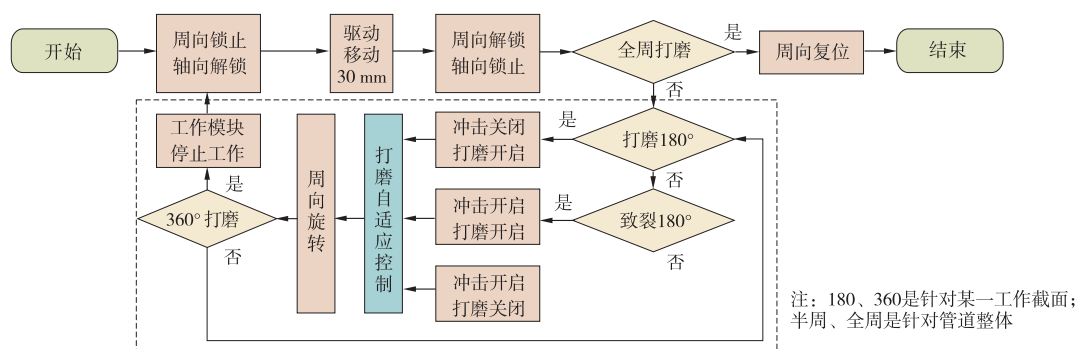 开始
周向锁止
轴向解锁
驱动
移动
30 mm
周向解锁
轴向锁止
全周打磨
是
周向复位
结束
否
工作模块
停止工作
是
360° 打磨
否
周向旋转
打磨自适应控制
冲击关闭
打磨开启
是
打磨180°
否
冲击开启
打磨开启
是
致裂180°
否
冲击开启
打磨关闭
注：180、360是针对某一工作截面；
半周、全周是针对管道整体